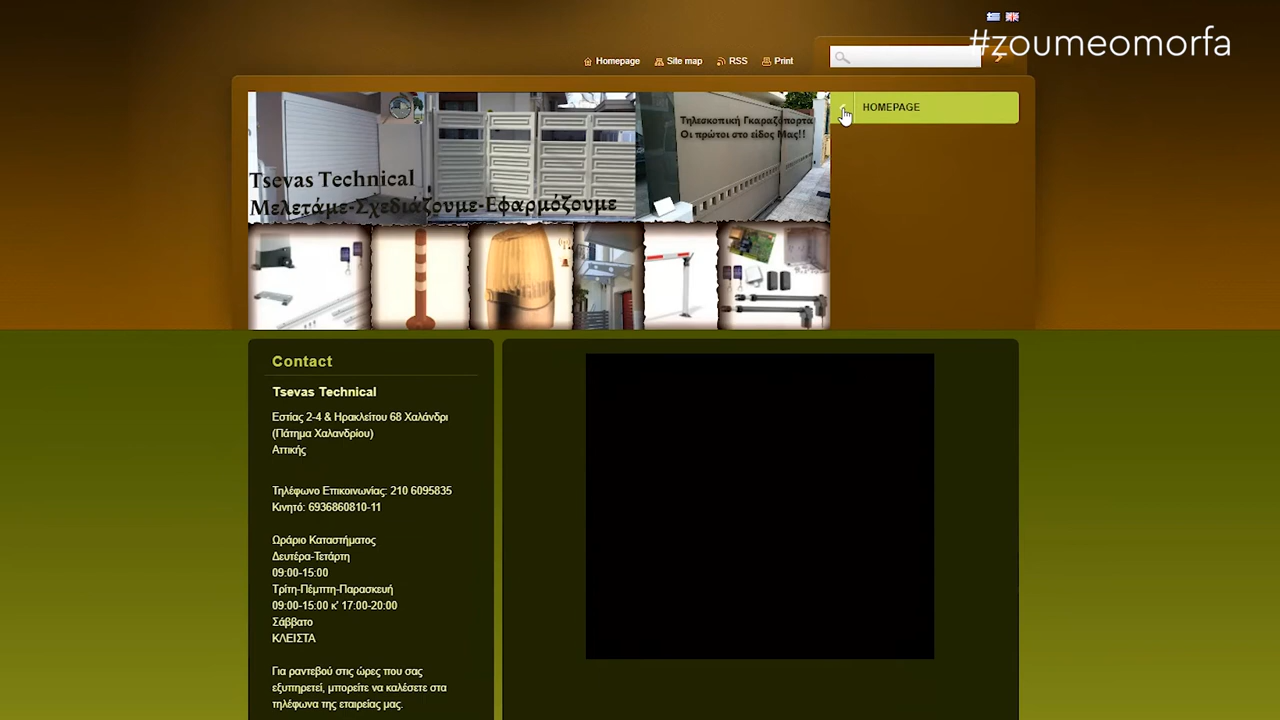 #zoumeomorfa
Homepage
Site map
RSS
Print
HOMEPAGE
Τηλεσκοπική Γκαραζόπορτα
Οι πρώτοι στο είδος Μας!!
Tsevas Technical
Μελετάμε-Σχεδιάζουμε-Εφαρμόζουμε
Contact
Tsevas Technical
Εστίας 2-4 & Ηρακλείτου 68 Χαλάνδρι
(Πάτημα Χαλανδρίου)
Αττικής
Τηλέφωνο Επικοινωνίας: 210 6095835
Κινητό: 6936860810-11
Ωράριο Καταστήματος
Δευτέρα-Τετάρτη
09:00-15:00
Τρίτη-Πέμπτη-Παρασκευή
09:00-15:00 κ' 17:00-20:00
Σάββατο
ΚΛΕΙΣΤΑ
Για ραντεβού στις ώρες που σας
εξυπηρετεί, μπορείτε να καλέσετε στα
τηλέφωνα της εταιρείας μας.